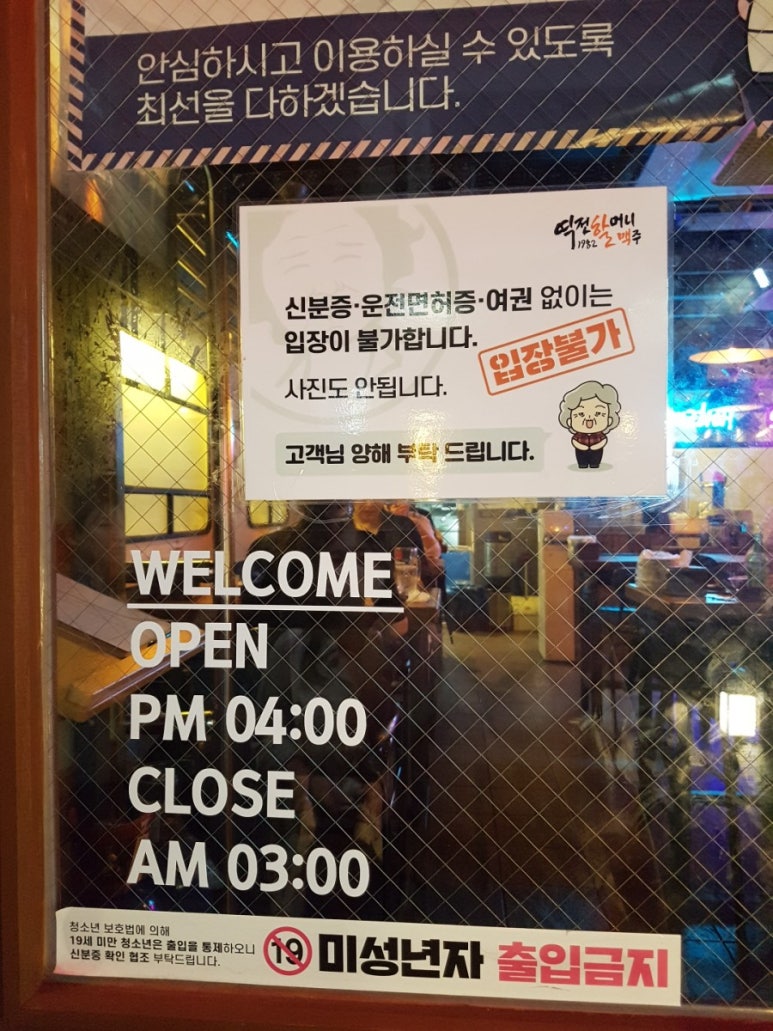 안심하시고 이용하실 수 있도록
최선을 다하겠습니다.
역전할머니
1982 맥주
신분증·운전면허증·여권 없이는
입장이 불가합니다.
입장불가
사진도 안됩니다.
고객님 양해 부탁 드립니다.
WELCOME
OPEN
PM 04:00
CLOSE
AM 03:00
청소년 보호법에 의해
19세 미만 청소년은 출입을 통제하오니
신분증 확인 협조 부탁드립니다.
19 미성년자 출입금지